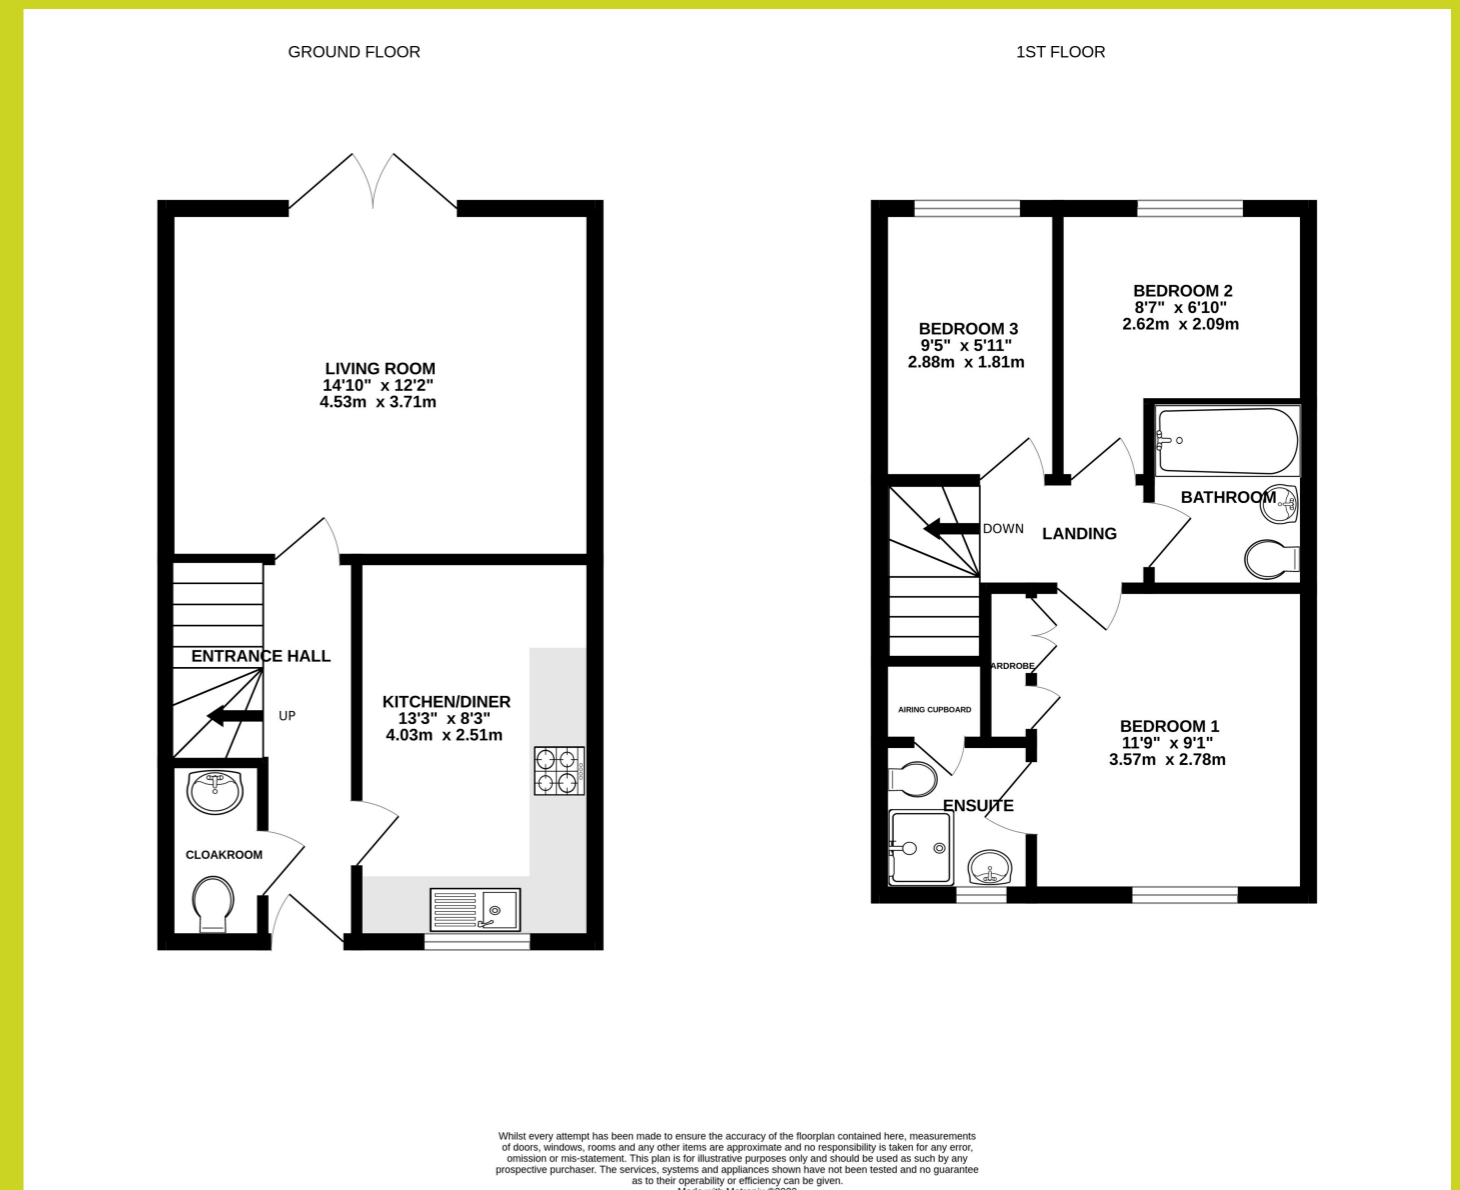 GROUND FLOOR
1ST FLOOR
LIVING ROOM
14'10" x 12'2"
4.53m x 3.71m
ENTRANCE HALL
UP
KITCHEN/DINER
13'3" x 8'3"
4.03m x 2.51m
CLOAKROOM
BEDROOM 3
9'5" x 5'11"
2.88m x 1.81m
BEDROOM 2
8'7" x 6'10"
2.62m x 2.09m
BATHROOM
DOWN
LANDING
ARDROBE
AIRING CUPBOARD
BEDROOM 1
11'9" x 9'1"
3.57m x 2.78m
ENSUITE
Whilst every attempt has been made to ensure the accuracy of the floorplan contained here, measurements
of doors, windows, rooms and any other items are approximate and no responsibility is taken for any error,
omission or mis-statement. This plan is for illustrative purposes only and should be used as such by any
prospective purchaser. The services, systems and appliances shown have not been tested and no guarantee
as to their operability or efficiency can be given.
Made with Metropix